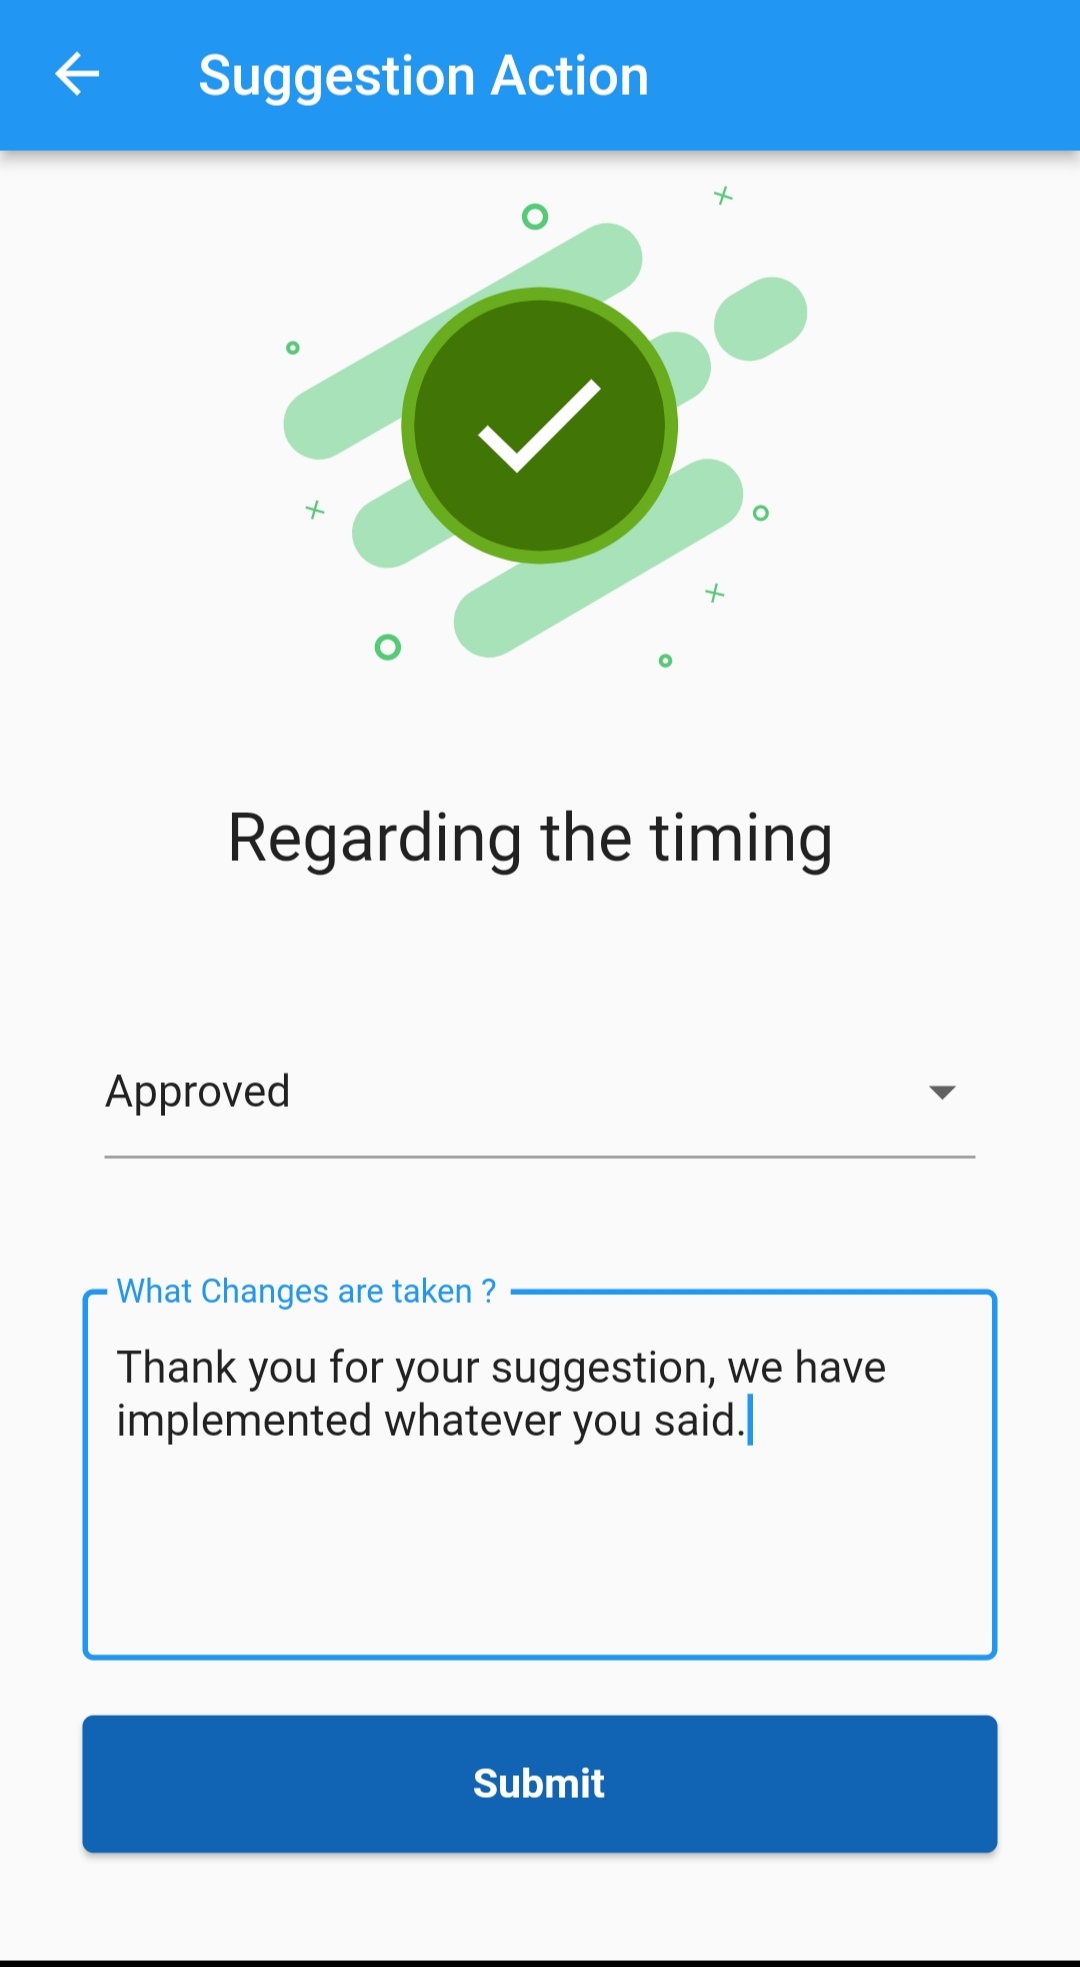 Suggestion Action
Regarding the timing
Approved
What Changes are taken ?
Thank you for your suggestion, we have
implemented whatever you said.
Submit